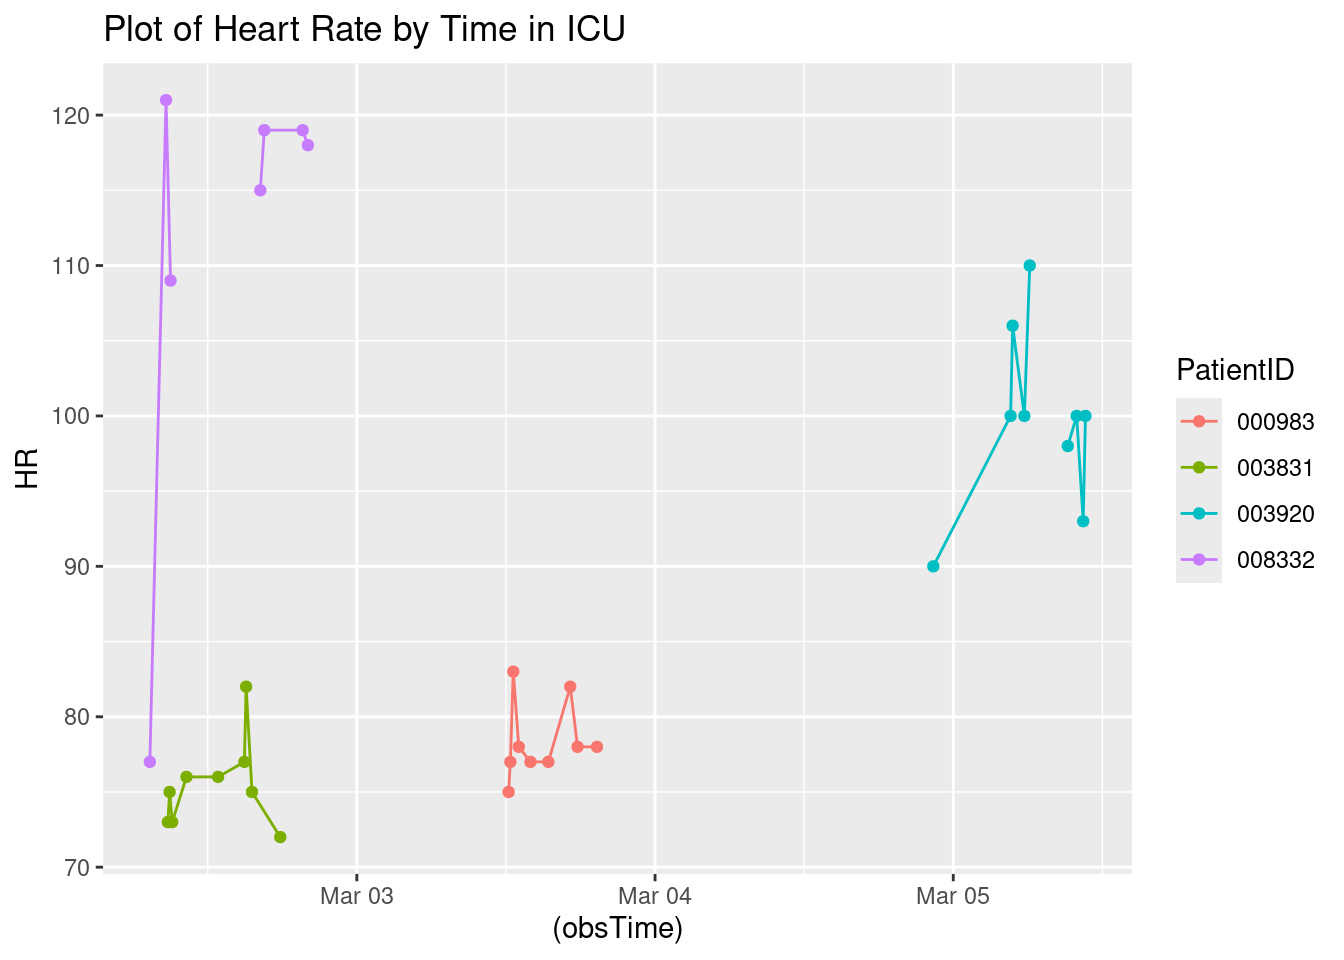 Plot of Heart Rate by Time in ICU
120
110
100
90
80
70
HR
Mar 03
Mar 04
Mar 05
(obsTime)
PatientID
000983
003831
003920
008332